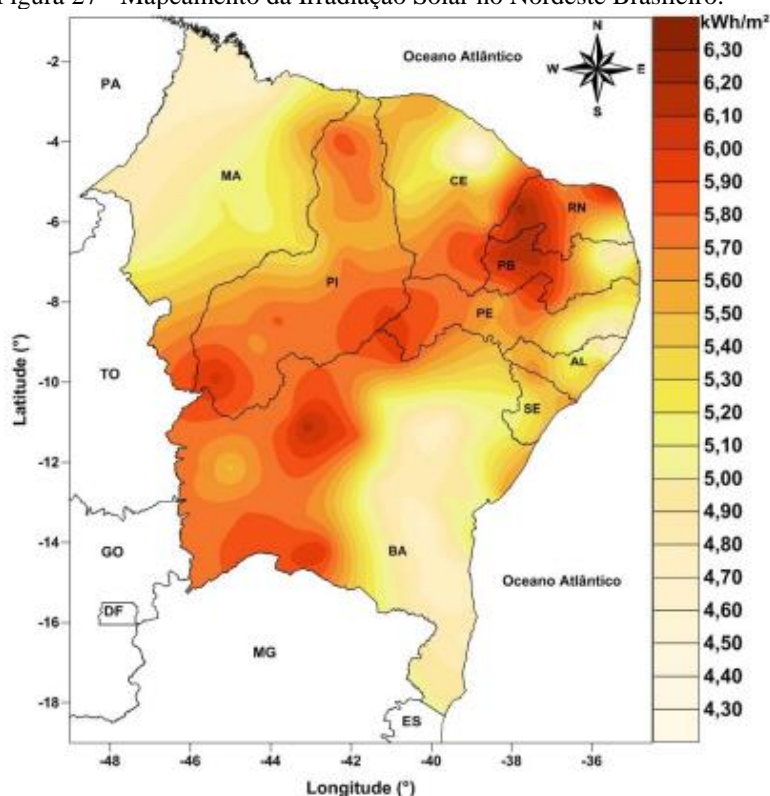 Figura 27 - Mapeamento da Irradiação Solar no Nordeste Brasileiro.
kWh/m²
Oceano Atlântico
N
W E
S
PA
MA
CE
RN
PB
PI
PE
AL
SE
TO
BA
GO
DF
MG
ES
Oceano Atlântico
Latitude (°)
-2
-4
-6
-8
-10
-12
-14
-16
-18
-48 -46 -44 -42 -40 -38 -36
Longitude (°)
6,30
6,20
6,10
6,00
5,90
5,80
5,70
5,60
5,50
5,40
5,30
5,20
5,10
5,00
4,90
4,80
4,70
4,60
4,50
4,40
4,30